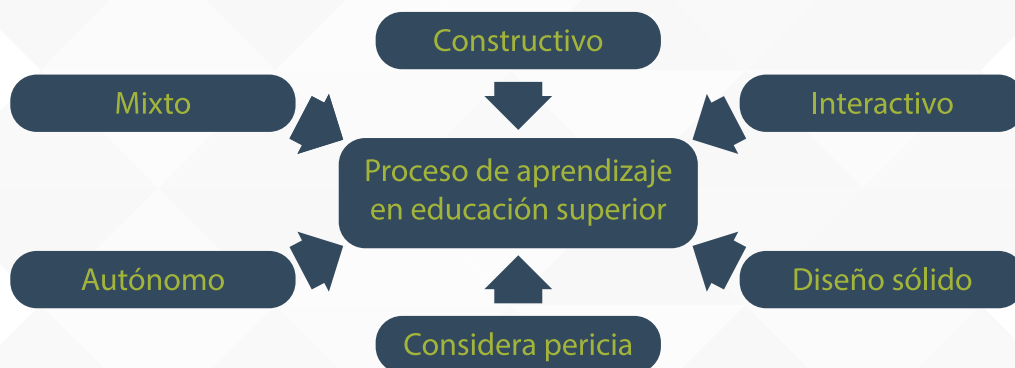 Constructivo
Mixto
Interactivo
Proceso de aprendizaje
en educación superior
Autónomo
Diseño sólido
Considera pericia